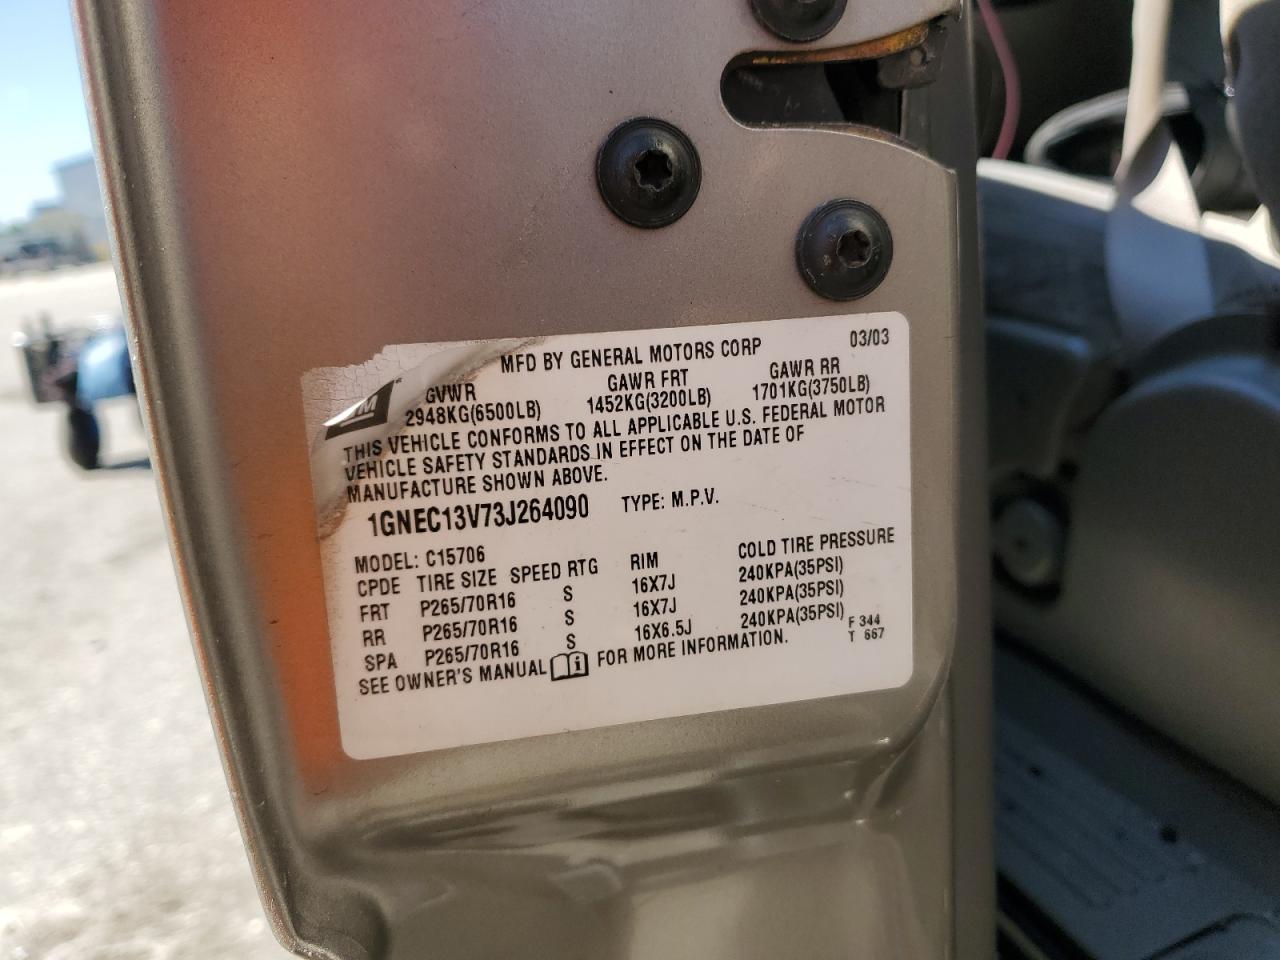 MFD BY GENERAL MOTORS CORP 03/03
GVWR GAWR FRT GAWR RR
2948KG(6500LB) 1452KG(3200LB) 1701KG(3750LB)
THIS VEHICLE CONFORMS TO ALL APPLICABLE U.S. FEDERAL MOTOR
VEHICLE SAFETY STANDARDS IN EFFECT ON THE DATE OF
MANUFACTURE SHOWN ABOVE.
1GNEC13V73J264090 TYPE: M.P.V.
MODEL: C15706
CPDE TIRE SIZE SPEED RTG RIM COLD TIRE PRESSURE
FRT P265/70R16 S 16X7J 240KPA(35PSI)
RR P265/70R16 S 16X7J 240KPA(35PSI)
SPA P265/70R16 S 16X6.5J 240KPA(35PSI)
SEE OWNER'S MANUAL FOR MORE INFORMATION.
F 344
T 667